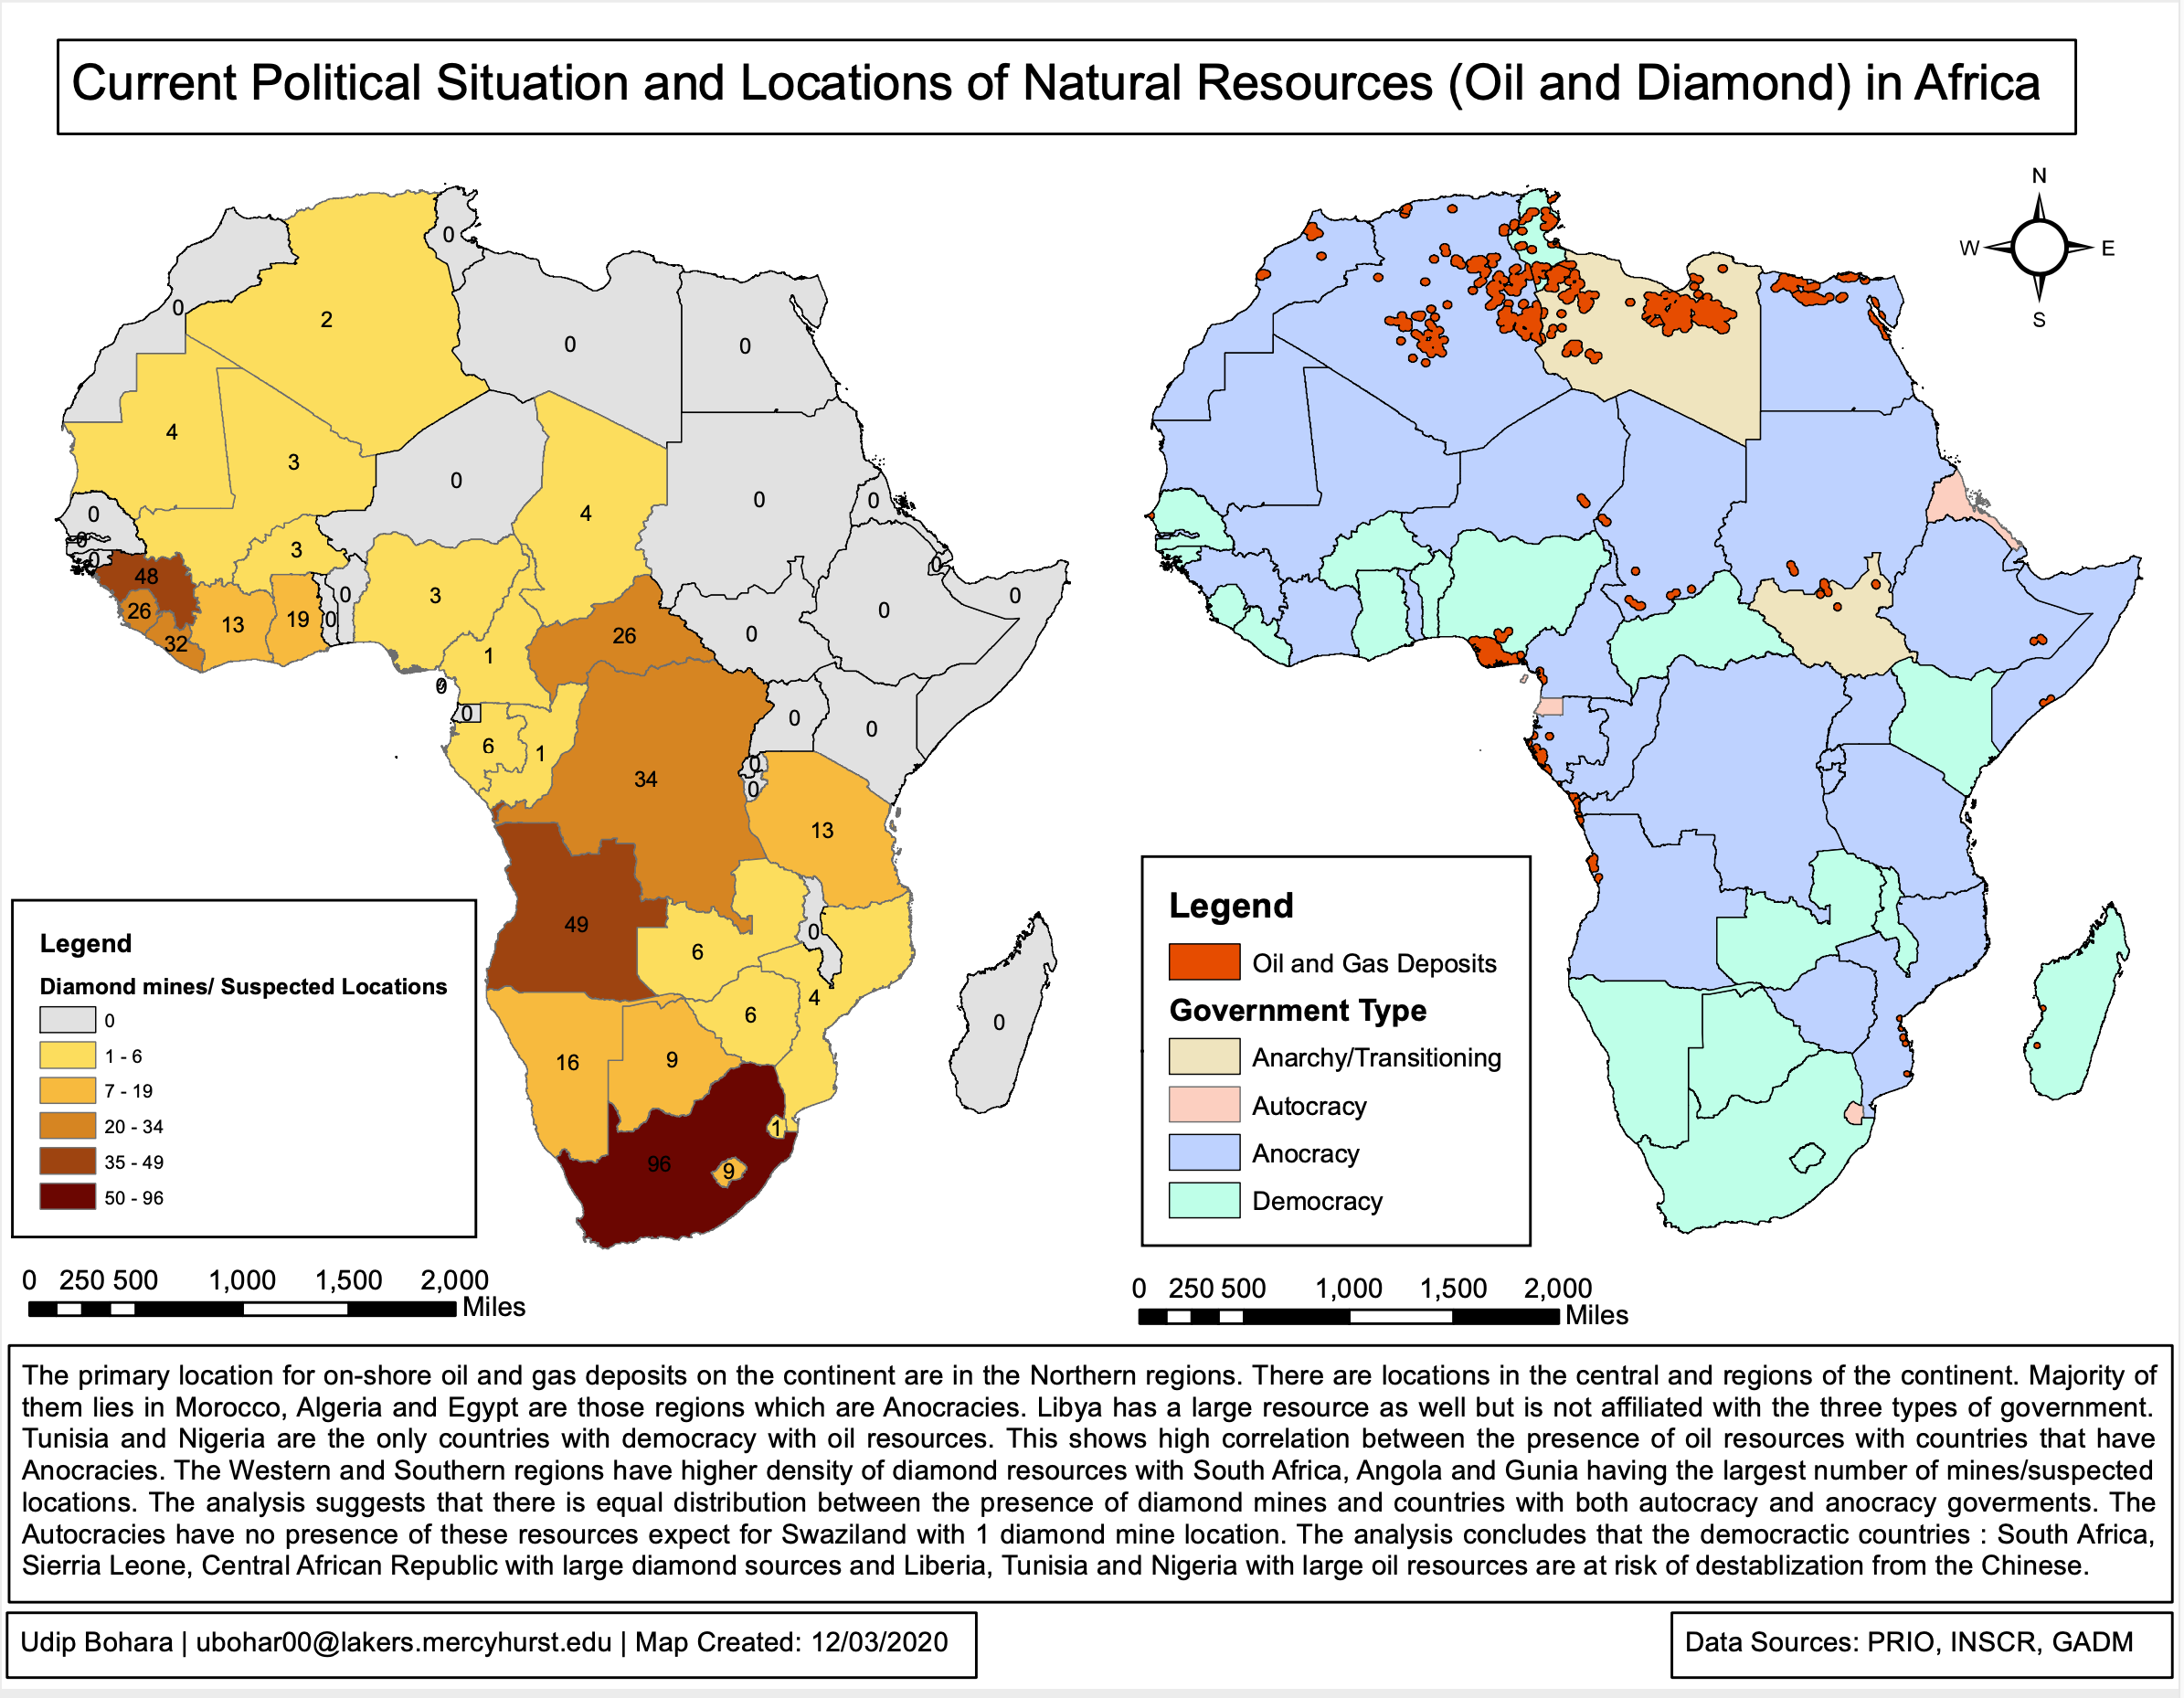 Current Political Situation and Locations of Natural Resources (Oil and Diamond) in Africa
N
W E
S
0
0
2
0
0
4
3
0
4
0
0
0
0
0
3
48
26
32
13
19
0
0
3
1
26
0
0
0
0
0
0
6
1
34
0
0
0
0
13
49
6
0
4
6
16
9
0
1
96
9
Legend
Diamond mines/ Suspected Locations
0
1 - 6
7 - 19
20 - 34
35 - 49
50 - 96
0 250 500 1,000 1,500 2,000
Miles
Legend
Oil and Gas Deposits
Government Type
Anarchy/Transitioning
Autocracy
Anocracy
Democracy
0 250 500 1,000 1,500 2,000
Miles
The primary location for on-shore oil and gas deposits on the continent are in the Northern regions. There are locations in the central and regions of the continent. Majority of
them lies in Morocco, Algeria and Egypt are those regions which are Anocracies. Libya has a large resource as well but is not affiliated with the three types of government.
Tunisia and Nigeria are the only countries with democracy with oil resources. This shows high correlation between the presence of oil resources with countries that have
Anocracies. The Western and Southern regions have higher density of diamond resources with South Africa, Angola and Gunia having the largest number of mines/suspected
locations. The analysis suggests that there is equal distribution between the presence of diamond mines and countries with both autocracy and anocracy goverments. The
Autocracies have no presence of these resources expect for Swaziland with 1 diamond mine location. The analysis concludes that the democractic countries : South Africa,
Sierria Leone, Central African Republic with large diamond sources and Liberia, Tunisia and Nigeria with large oil resources are at risk of destablization from the Chinese.
Udip Bohara | ubohar00@lakers.mercyhurst.edu | Map Created: 12/03/2020
Data Sources: PRIO, INSCR, GADM